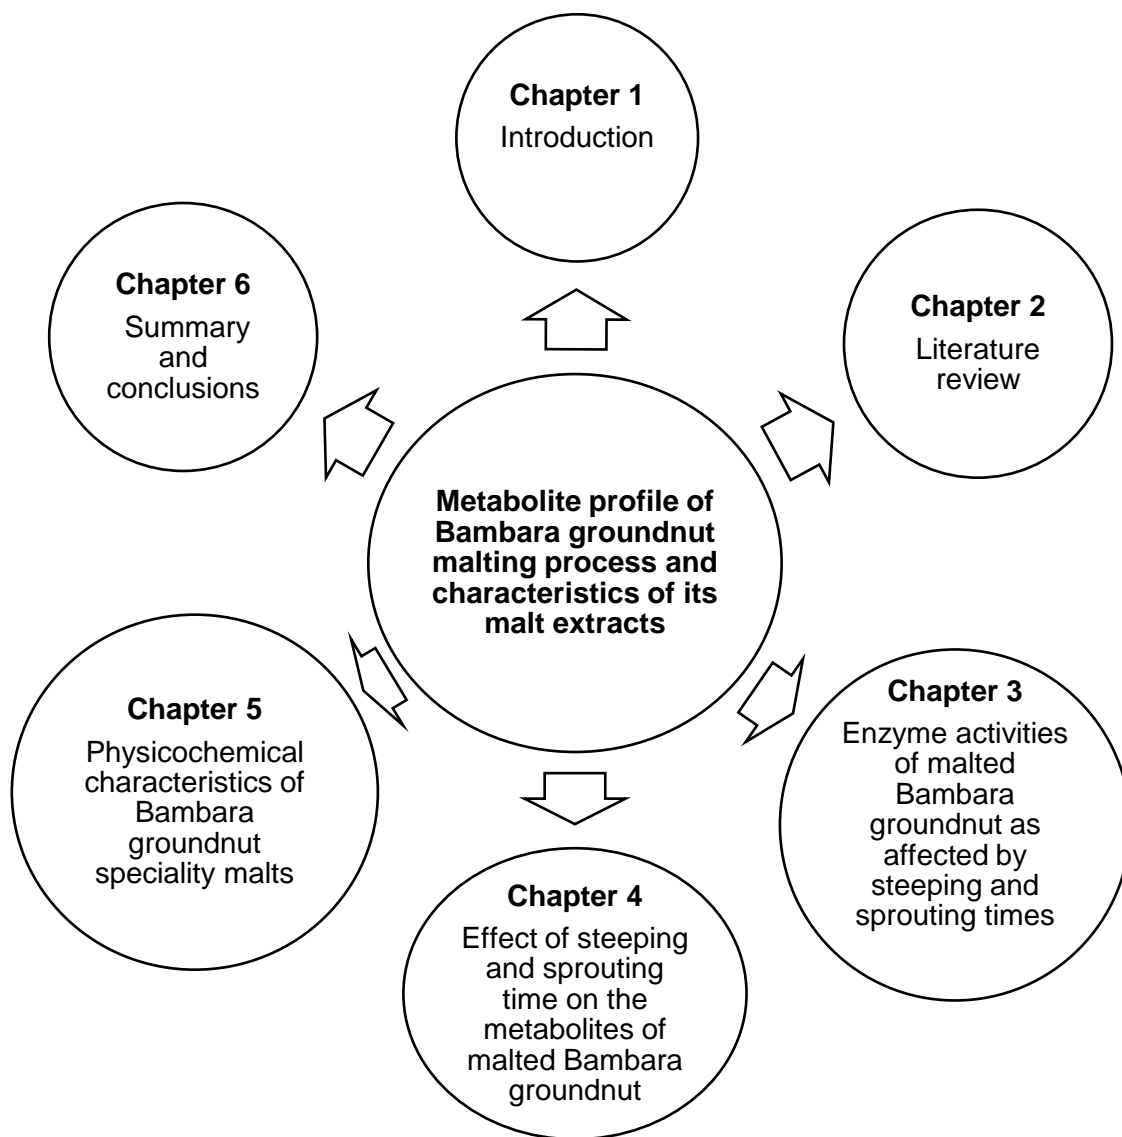 Chapter 1
Introduction
Chapter 2
Literature
review
Chapter 3
Enzyme activities
of malted
Bambara
groundnut as
affected by
steeping and
sprouting times
Chapter 4
Effect of steeping
and sprouting
time on the
metabolites of
malted Bambara
groundnut
Chapter 5
Physicochemical
characteristics of
Bambara
groundnut
speciality malts
Chapter 6
Summary
and
conclusions
Metabolite profile of
Bambara groundnut
malting process and
characteristics of its
malt extracts